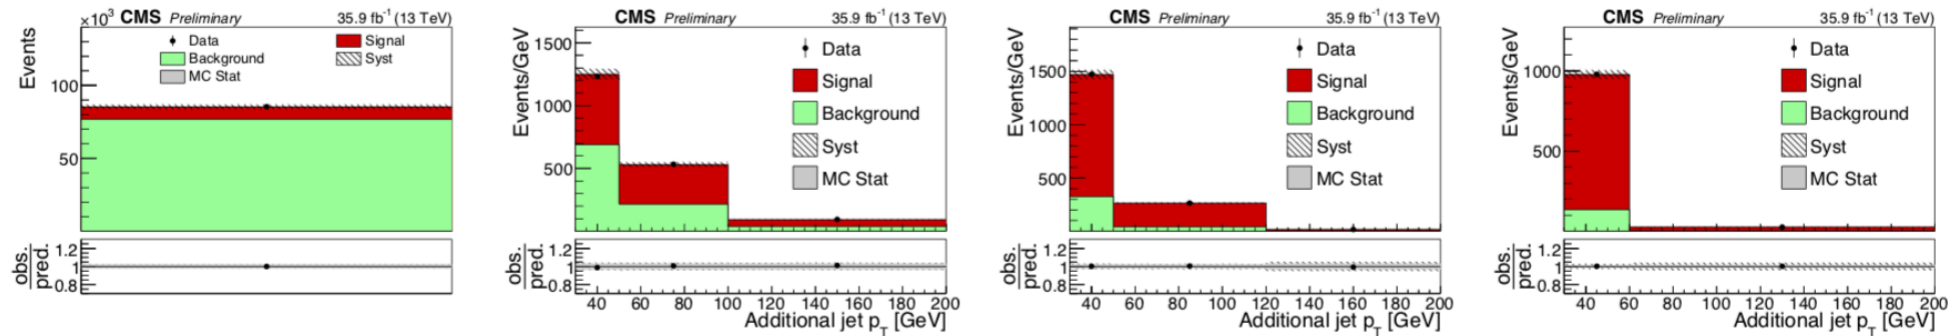 ×10³ CMS Preliminary 35.9 fb⁻¹ (13 TeV)
Events
Data
Signal
Background
Syst
MC Stat
100
50
obs.
pred.
1.2
1
0.8
CMS Preliminary 35.9 fb⁻¹ (13 TeV)
Events/GeV
1500
1000
500
Data
Signal
Background
Syst
MC Stat
obs.
pred.
1.2
1
0.8
40 60 80 100 120 140 160 180 200
Additional jet p_T [GeV]
CMS Preliminary 35.9 fb⁻¹ (13 TeV)
Events/GeV
1500
1000
500
Data
Signal
Background
Syst
MC Stat
obs.
pred.
1.2
1
0.8
40 60 80 100 120 140 160 180 200
Additional jet p_T [GeV]
CMS Preliminary 35.9 fb⁻¹ (13 TeV)
Events/GeV
1000
500
Data
Signal
Background
Syst
MC Stat
obs.
pred.
1.2
1
0.8
40 60 80 100 120 140 160 180 200
Additional jet p_T [GeV]